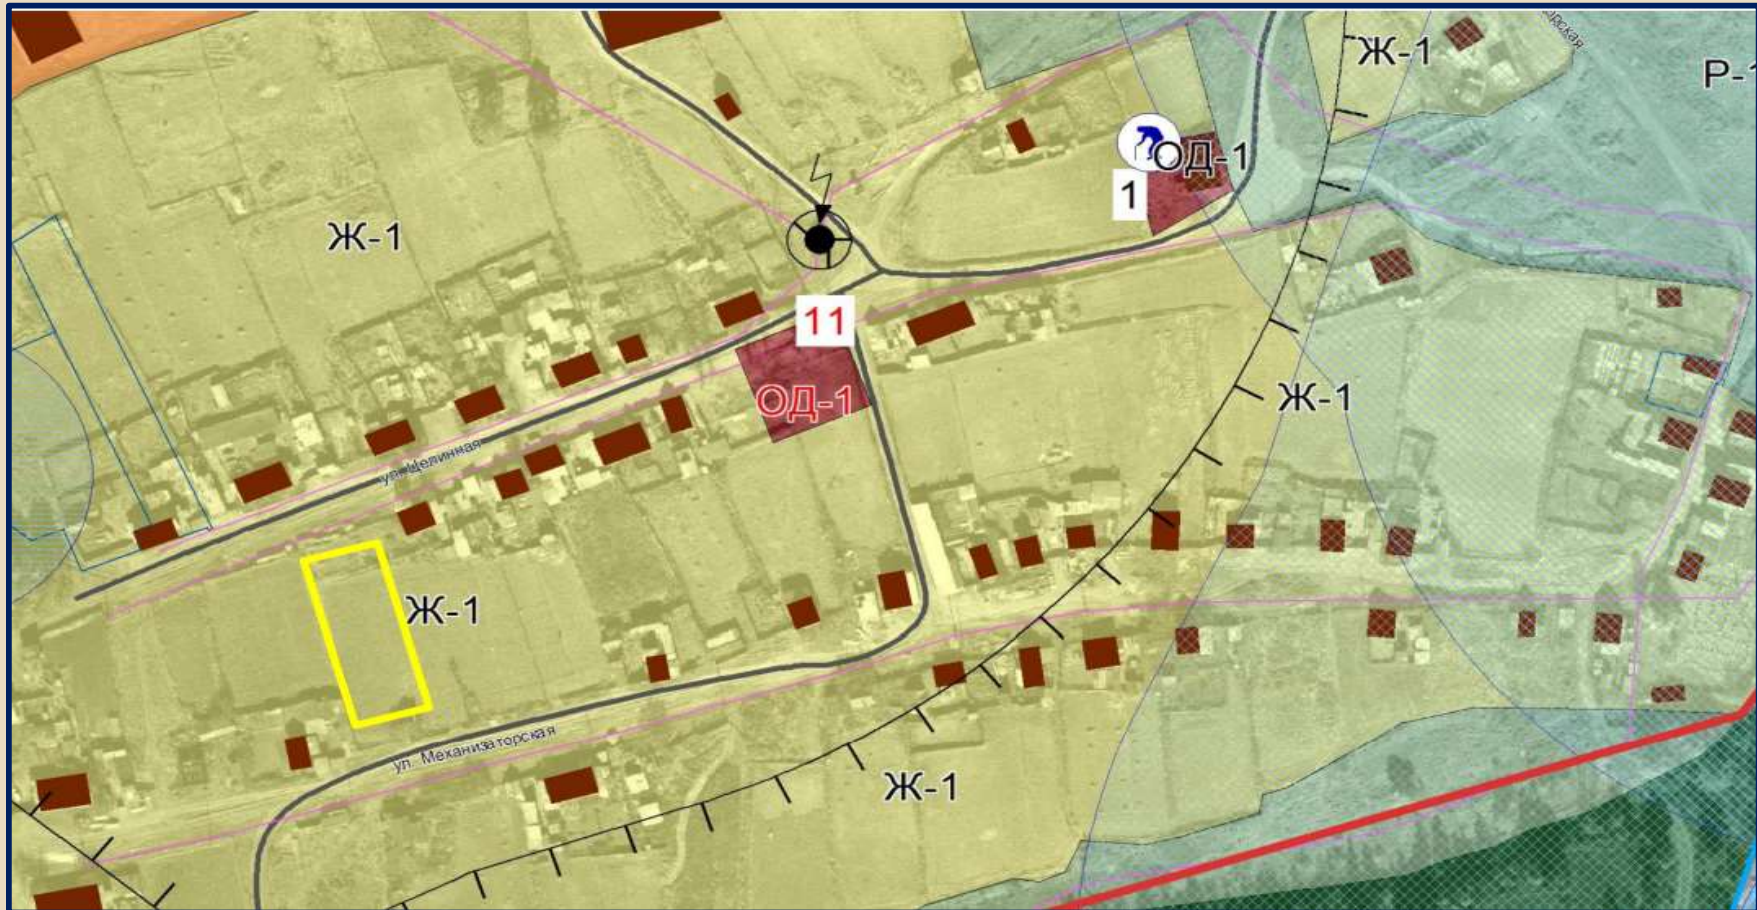 Ж-1
Р-1
ОД-1
1
Ж-1
11
ОД-1
Ж-1
ул. Целинная
Ж-1
ул. Механизаторская
Ж-1